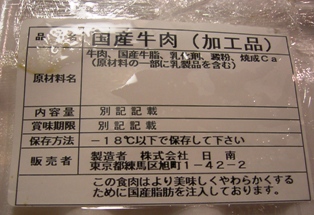 品名 国産牛肉（加工品）
原材料名 牛肉、国産牛脂、乳化剤、澱粉、焼成Ca
（原材料の一部に乳製品を含む）
内容量 別記記載
賞味期限 別記記載
保存方法 −18℃以下で保存して下さい
販売者 製造者 株式会社 日南
東京都練馬区旭町1−42−2
この食肉はより美味しくやわらかくする
ために国産脂肪を注入しております。